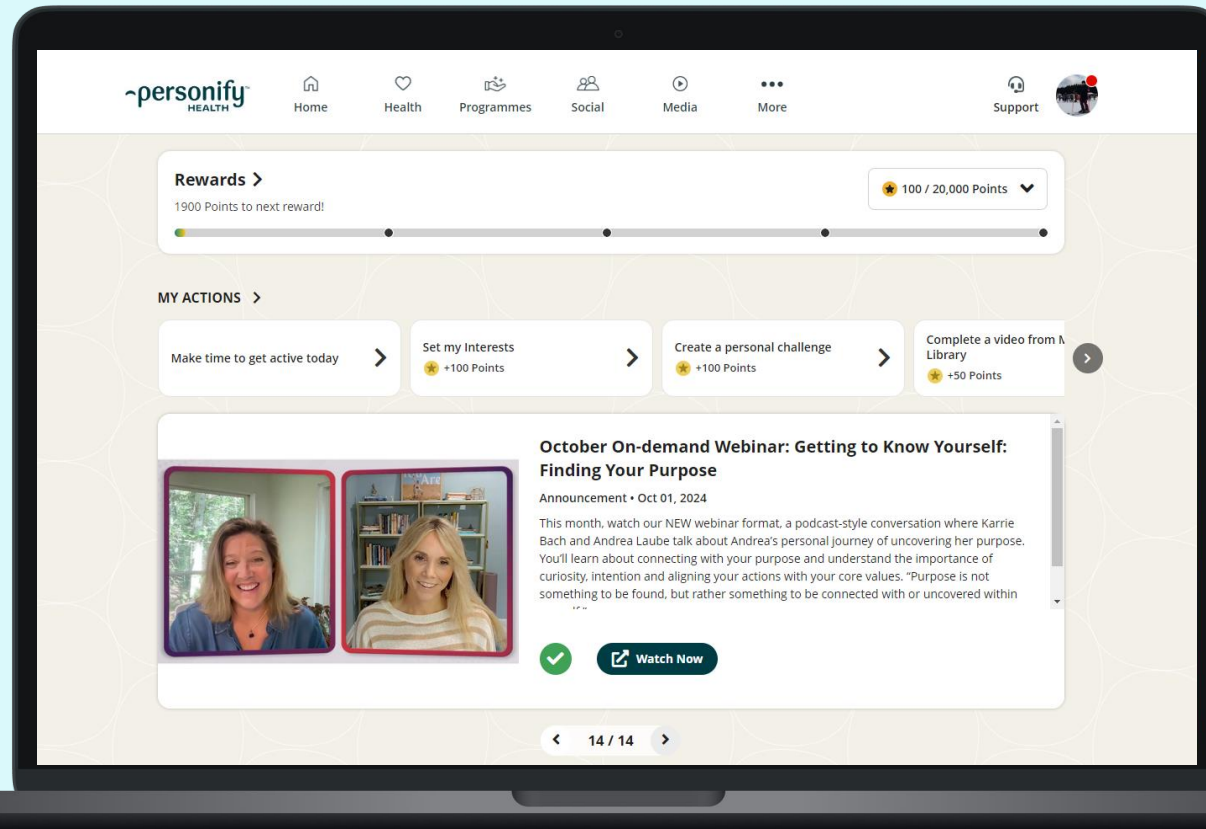 personify
HEALTH
Home
Health
Programmes
Social
Media
More
Support
Rewards
1900 Points to next reward!
100 / 20,000 Points
MY ACTIONS
Make time to get active today
Set my Interests
+100 Points
Create a personal challenge
+100 Points
Complete a video from
Library
+50 Points
October On-demand Webinar: Getting to Know Yourself:
Finding Your Purpose
Announcement • Oct 01, 2024
This month, watch our NEW webinar format, a podcast-style conversation where Karrie
Bach and Andrea Laube talk about Andrea's personal journey of uncovering her purpose.
You'll learn about connecting with your purpose and understand the importance of
curiosity, intention and aligning your actions with your core values. "Purpose is not
something to be found, but rather something to be connected with or uncovered within
Watch Now
14 / 14